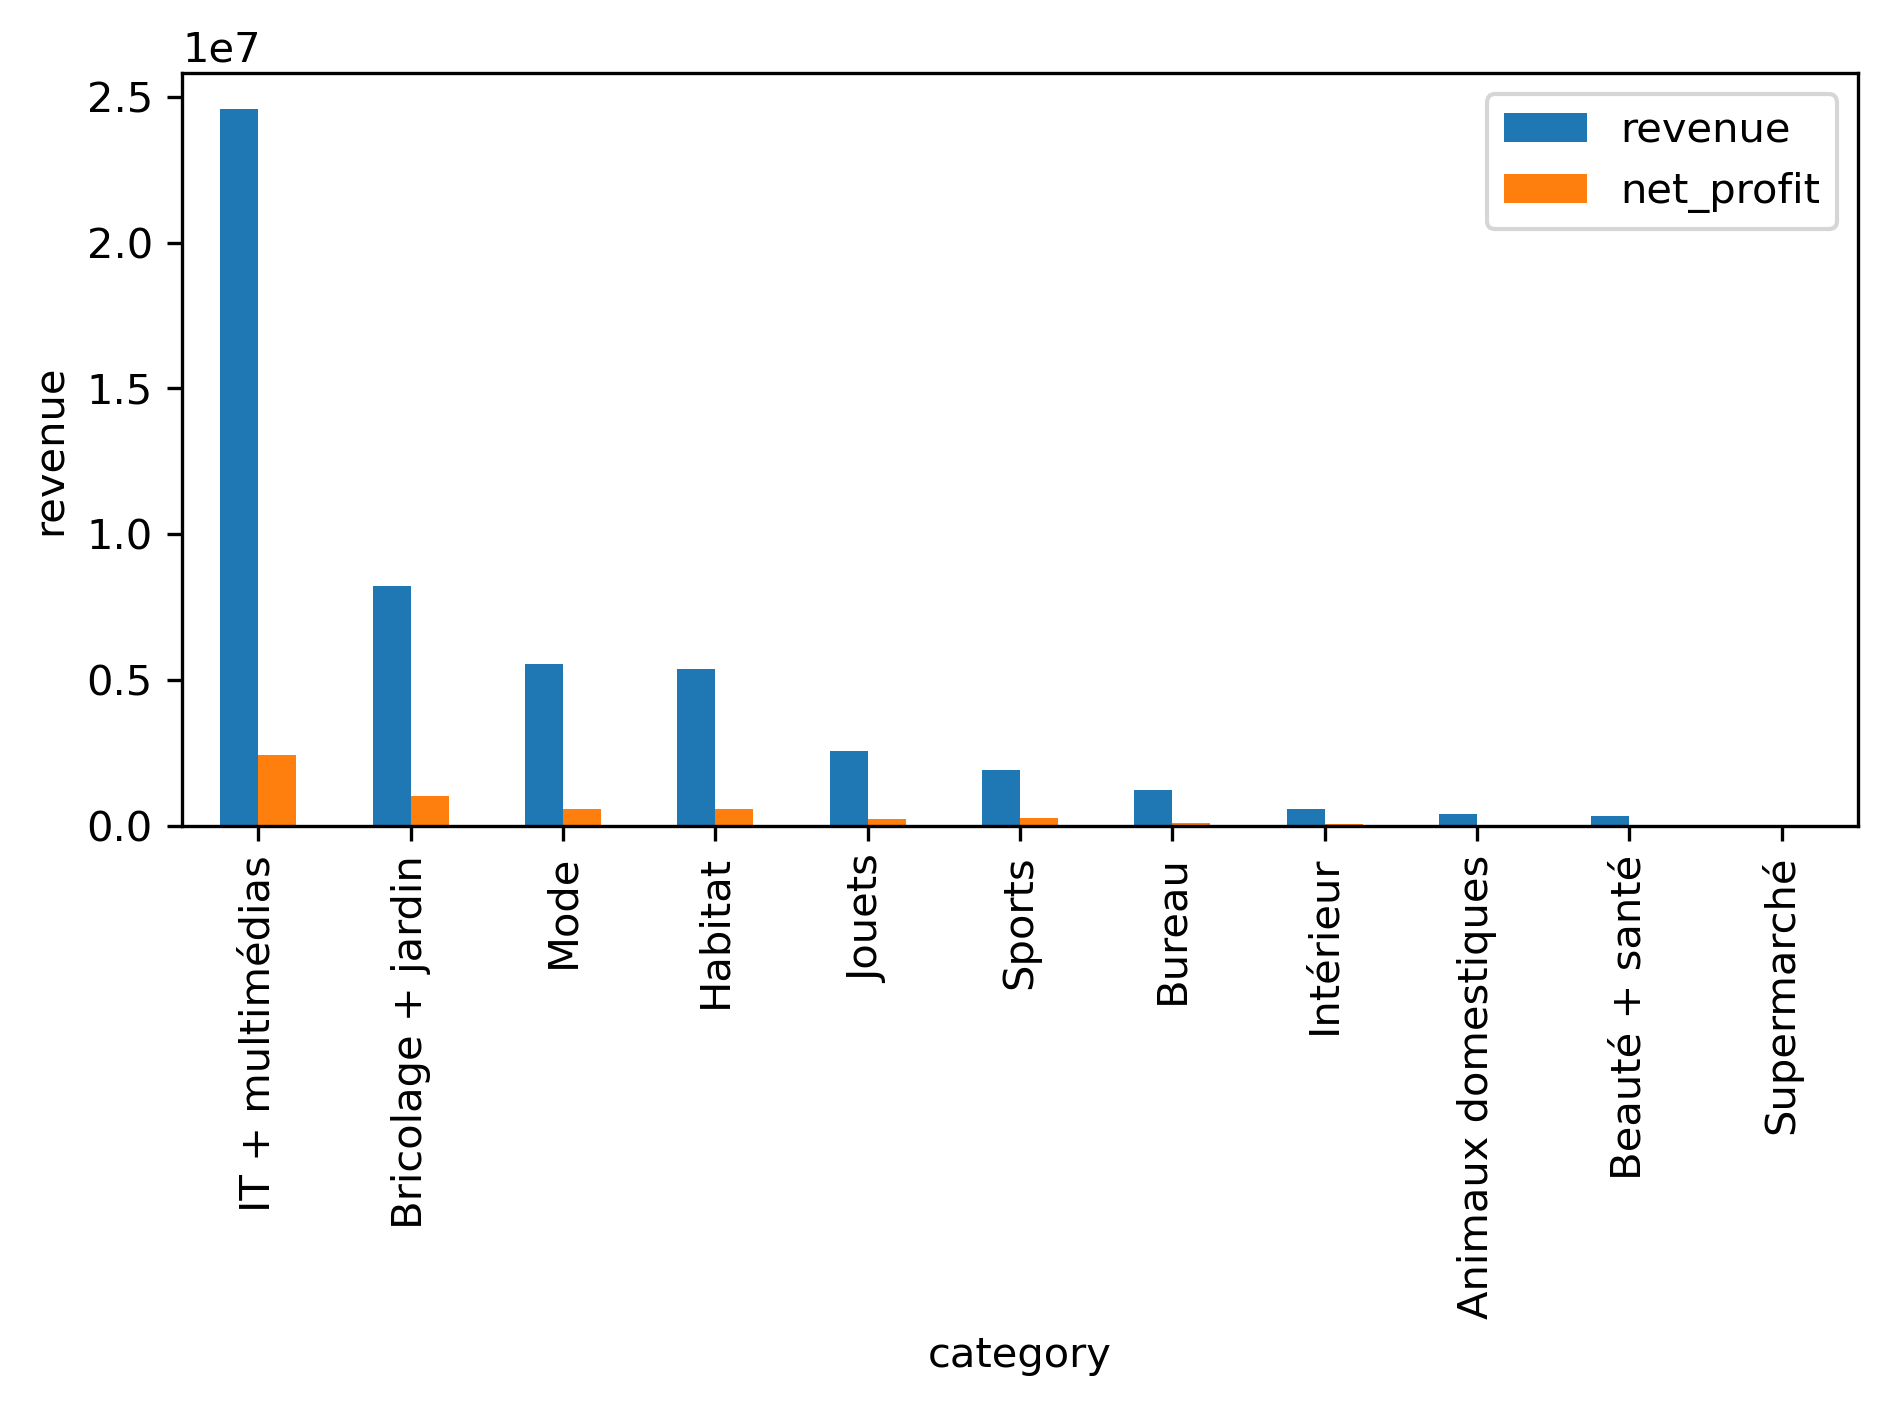 1e7
2.5
2.0
1.5
1.0
0.5
0.0
revenue
revenue
net_profit
IT + multimédias
Bricolage + jardin
Mode
Habitat
Jouets
Sports
Bureau
Intérieur
Animaux domestiques
Beauté + santé
Supermarché
category